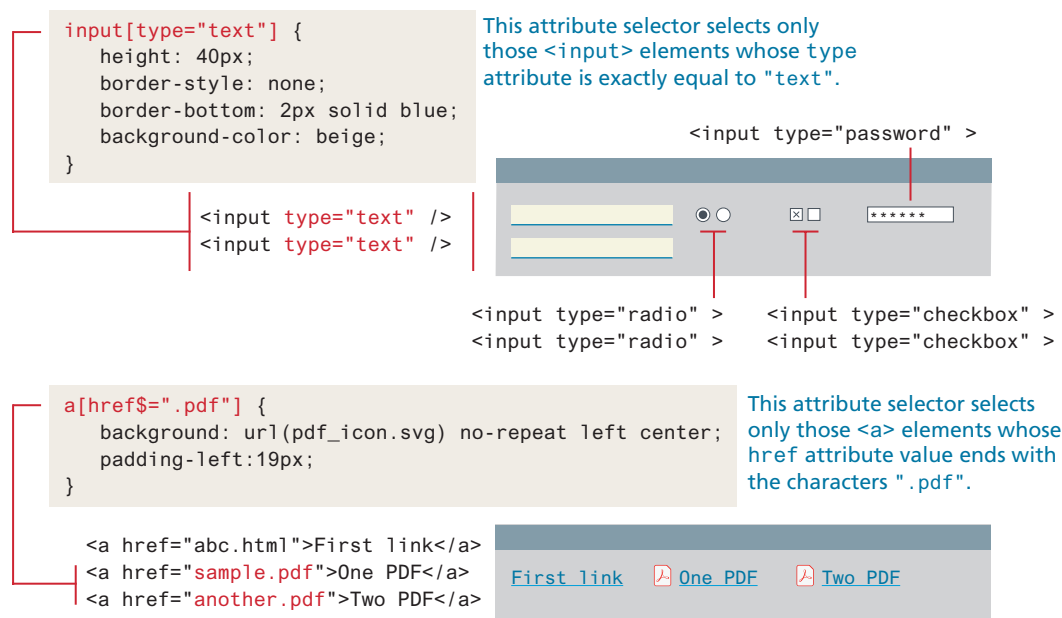 input[type="text"] {
height: 40px;
border-style: none;
border-bottom: 2px solid blue;
background-color: beige;
}
This attribute selector selects only
those <input> elements whose type
attribute is exactly equal to "text".
<input type="password" >
<input type="text" />
<input type="text" />
******
<input type="radio" >
<input type="radio" >
<input type="checkbox" >
<input type="checkbox" >
a[href$=".pdf"] {
background: url(pdf_icon.svg) no-repeat left center;
padding-left:19px;
}
This attribute selector selects
only those <a> elements whose
href attribute value ends with
the characters ".pdf".
<a href="abc.html">First link</a>
<a href="sample.pdf">One PDF</a>
<a href="another.pdf">Two PDF</a>
First link One PDF Two PDF